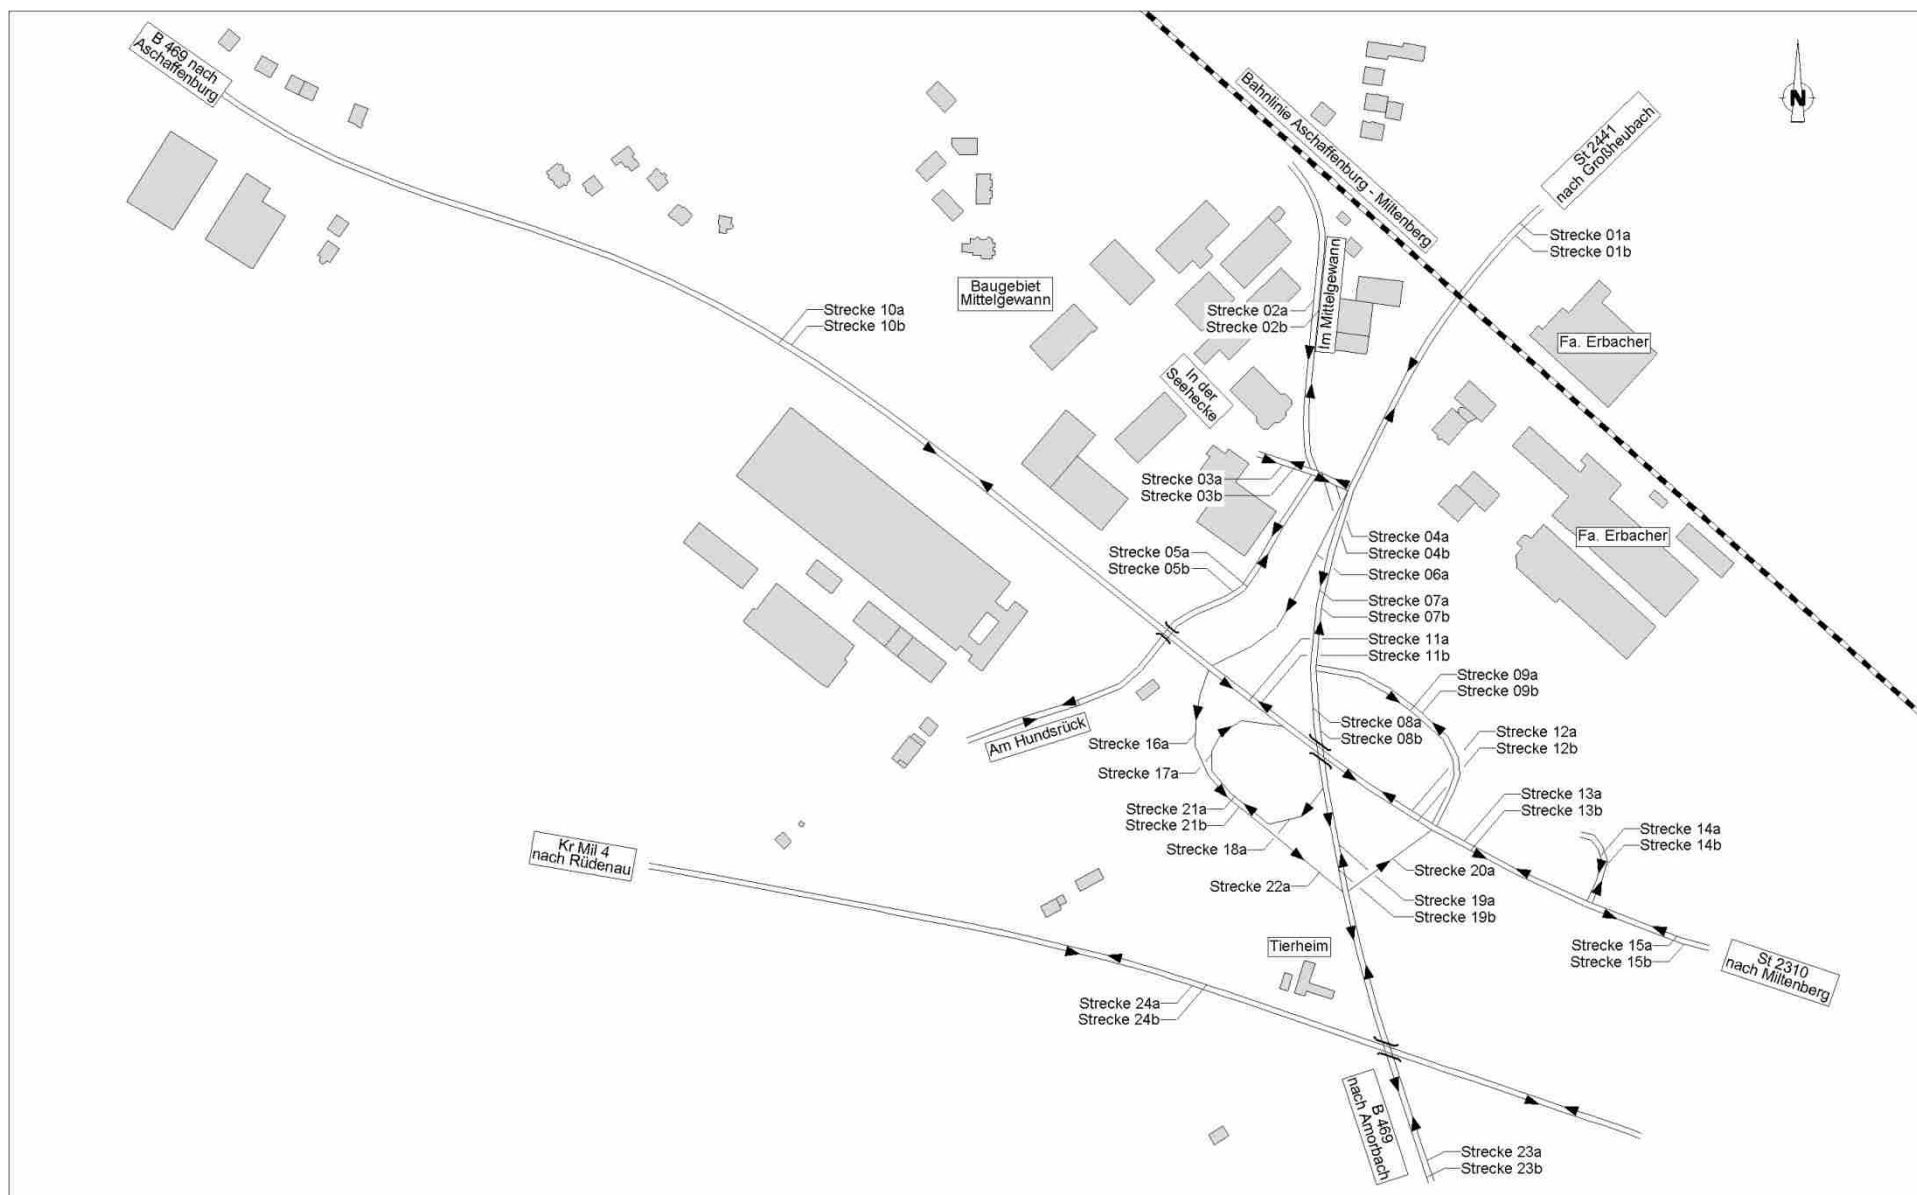 B 469 nach
Aschaffenburg
Bahnlinie Aschaffenburg - Miltenberg
St 2441
nach Großheubach
N
Strecke 01a
Strecke 01b
Baugebiet
Mittelgewann
Strecke 02a
Strecke 02b
Im Mittelgewann
Strecke 10a
Strecke 10b
Fa. Erbacher
In der
Seehecke
Strecke 03a
Strecke 03b
Strecke 04a
Strecke 04b
Fa. Erbacher
Strecke 05a
Strecke 05b
Strecke 06a
Strecke 07a
Strecke 07b
Strecke 11a
Strecke 11b
Strecke 09a
Strecke 09b
Strecke 08a
Strecke 08b
Strecke 12a
Strecke 12b
Am Hundsrück
Strecke 16a
Strecke 17a
Strecke 21a
Strecke 21b
Strecke 13a
Strecke 13b
Strecke 14a
Strecke 14b
Kr Mil 4
nach Rüdenau
Strecke 18a
Strecke 20a
Strecke 22a
Strecke 19a
Strecke 19b
Tierheim
Strecke 15a
Strecke 15b
St 2310
nach Miltenberg
Strecke 24a
Strecke 24b
B 469
nach Amorbach
Strecke 23a
Strecke 23b